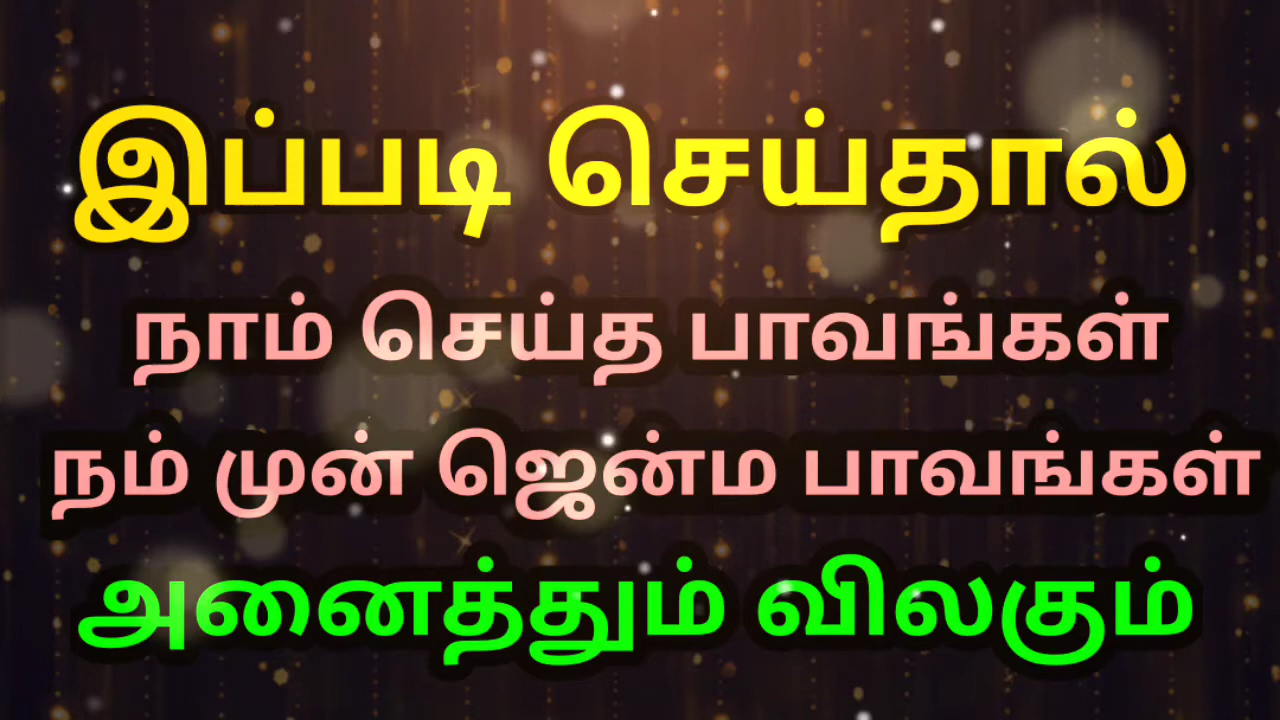 இப்படி செய்தால்
நாம் செய்த பாவங்கள்
நம் முன் ஜென்ம பாவங்கள்
அனைத்தும் விலகும்